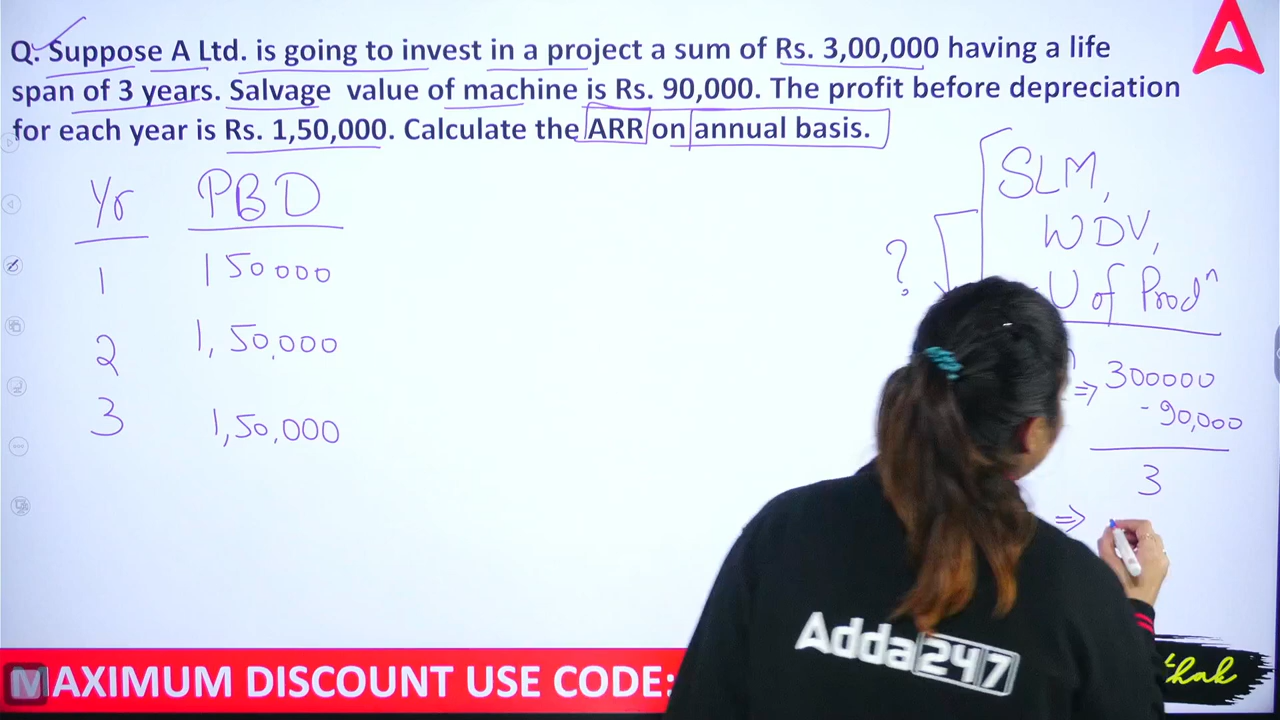 Q. Suppose A Ltd. is going to invest in a project a sum of Rs. 3,00,000 having a life
span of 3 years. Salvage value of machine is Rs. 90,000. The profit before depreciation
for each year is Rs. 1,50,000. Calculate the ARR on annual basis.
Yr PBD
1 150000
2 1,50,000
3 1,50,000
SLM,
WDV,
? U of Prodⁿ
⇒ 300000
- 90,000
3
⇒
Adda247
MAXIMUM DISCOUNT USE CODE: